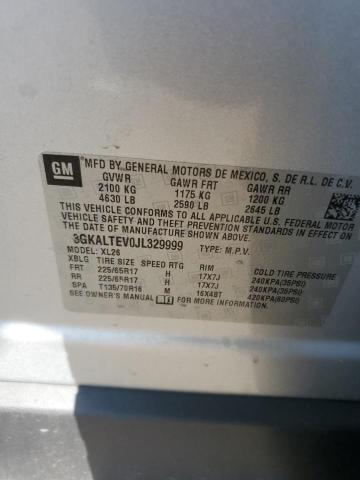 GM
MFD BY GENERAL MOTORS DE MEXICO, S. DE R.L. DE C.V.
GVWR GAWR FRT GAWR RR
2100 KG 1175 KG 1200 KG
4630 LB 2590 LB 2645 LB
THIS VEHICLE CONFORMS TO ALL APPLICABLE U.S. FEDERAL MOTOR
VEHICLE SAFETY AND THEFT PREVENTION STANDARDS IN EFFECT ON THE
DATE OF MANUFACTURE SHOWN ABOVE.
3GKALTEV0JL329999 TYPE: M.P.V.
MODEL: XL26
XBLG TIRE SIZE SPEED RTG RIM COLD TIRE PRESSURE
FRT 225/65R17 H 17X7J 240KPA(35PSI)
RR 225/65R17 H 17X7J 240KPA(35PSI)
SPA T135/70R16 M 16X4BT 420KPA(60PSI)
SEE OWNER'S MANUAL FOR MORE INFORMATION.